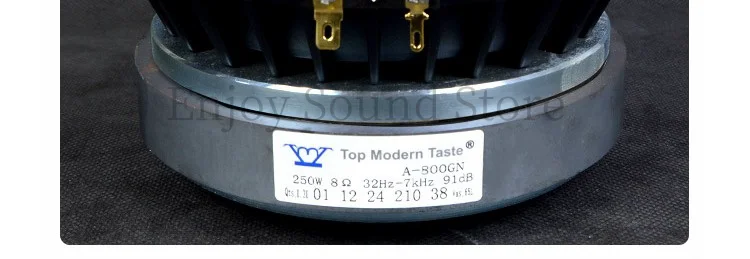 Enjoy Sound Store
Top Modern Taste®
A-800GN
250W 8Ω 32Hz-7kHz 91dB
01 12 24 210 38